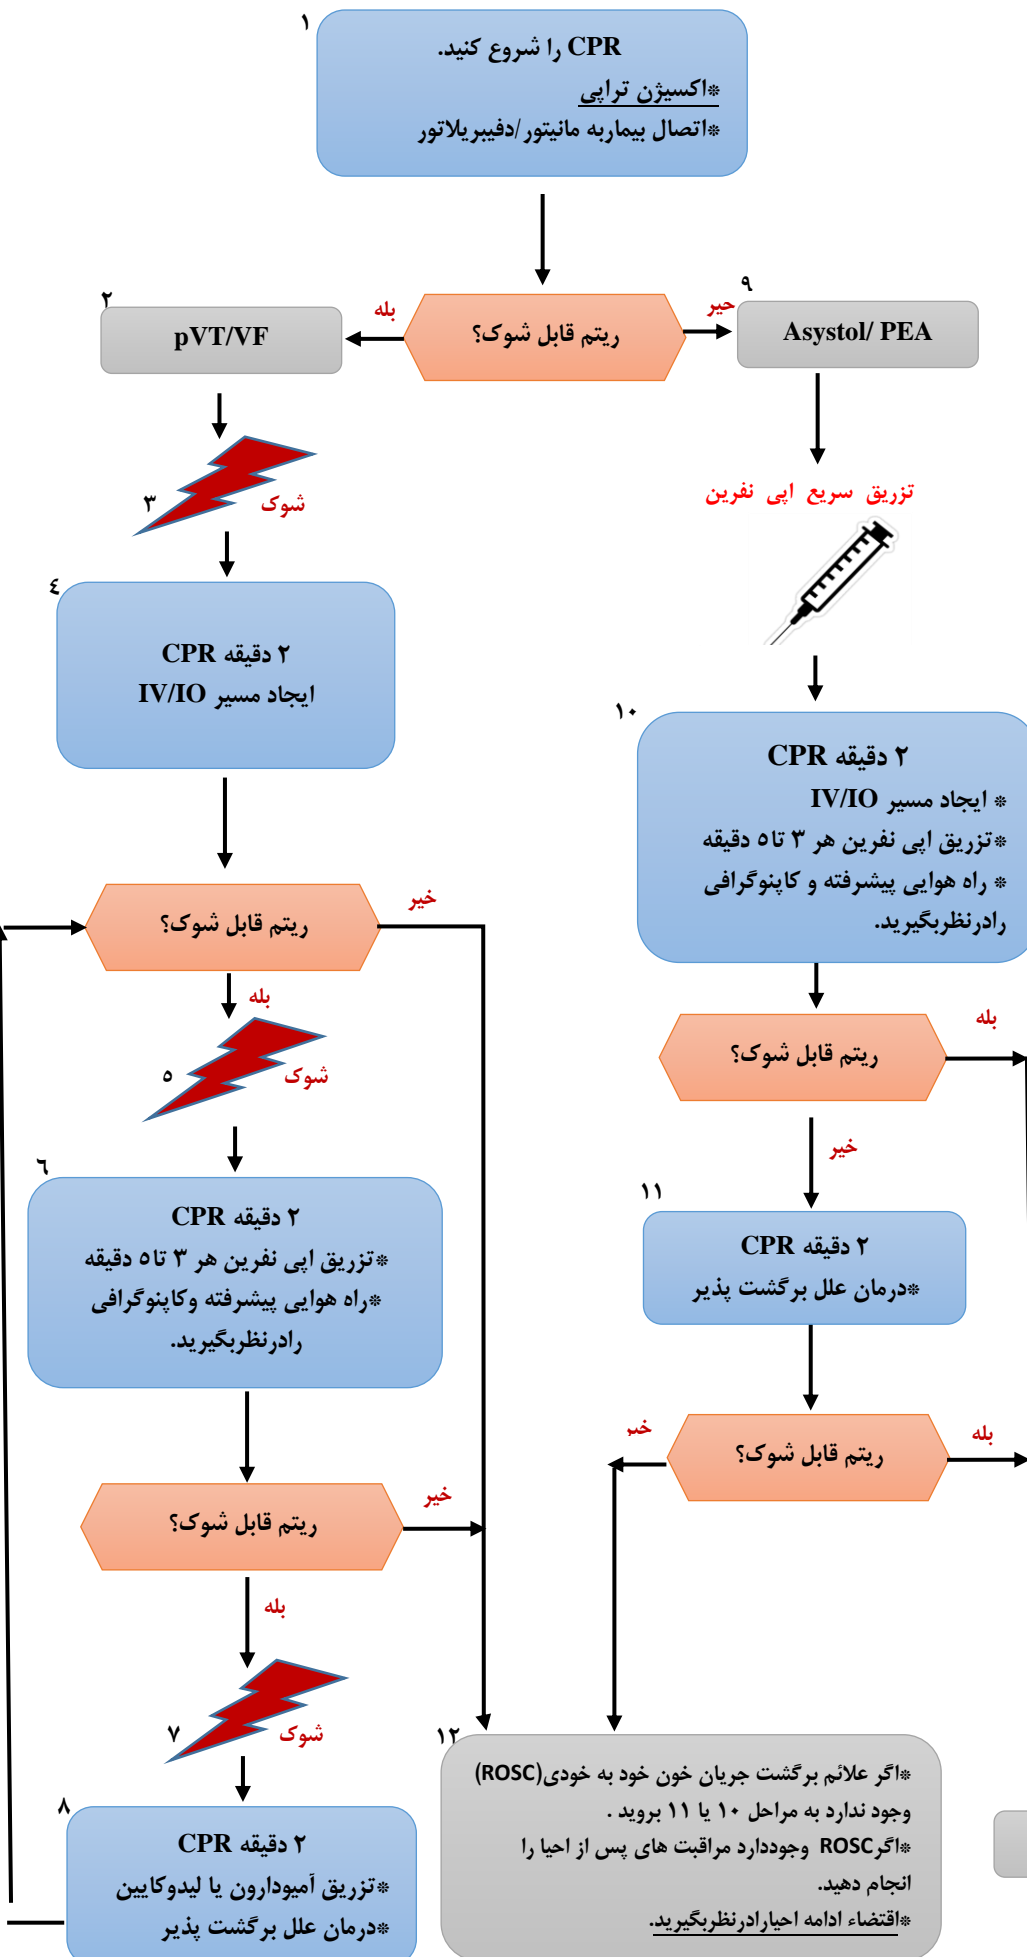 ۱
CPR را شروع کنید.
*اکسیژن تراپی
*اتصال بیماربه مانیتور/دفیبریلاتور
ریتم قابل شوک؟
بله
خیر
۲
pVT/VF
۹
Asystol/ PEA
۳
شوک
تزریق سریع اپی نفرین
٤
۲ دقیقه CPR
ایجاد مسیر IV/IO
۱۰
۲ دقیقه CPR
* ایجاد مسیر IV/IO
*تزریق اپی نفرین هر ۳ تا٥ دقیقه
* راه هوایی پیشرفته و کاپنوگرافی
رادرنظربگیرید.
ریتم قابل شوک؟
خیر
بله
٥
شوک
ریتم قابل شوک؟
بله
خیر
٦
۲ دقیقه CPR
*تزریق اپی نفرین هر ۳ تا٥ دقیقه
*راه هوایی پیشرفته وکاپنوگرافی
رادرنظربگیرید.
۱۱
۲ دقیقه CPR
*درمان علل برگشت پذیر
ریتم قابل شوک؟
خیر
بله
ریتم قابل شوک؟
خیر
بله
۷
شوک
۸
۲ دقیقه CPR
*تزریق آمیودارون یا لیدوکایین
*درمان علل برگشت پذیر
۱۲
*اگر علائم برگشت جریان خون خود به خودی(ROSC)
وجود ندارد به مراحل ۱۰ یا ۱۱ بروید .
*اگرROSC وجوددارد مراقبت های پس از احیا را
انجام دهید.
*اقتضاء ادامه احیارادرنظربگیرید.